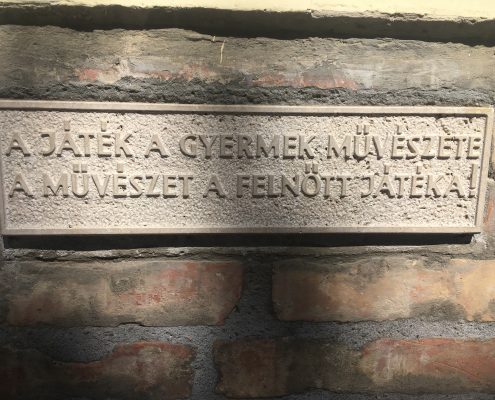 A JÁTÉK A GYERMEK MŰVÉSZETE
A MŰVÉSZET A FELNŐTT JÁTÉKA!